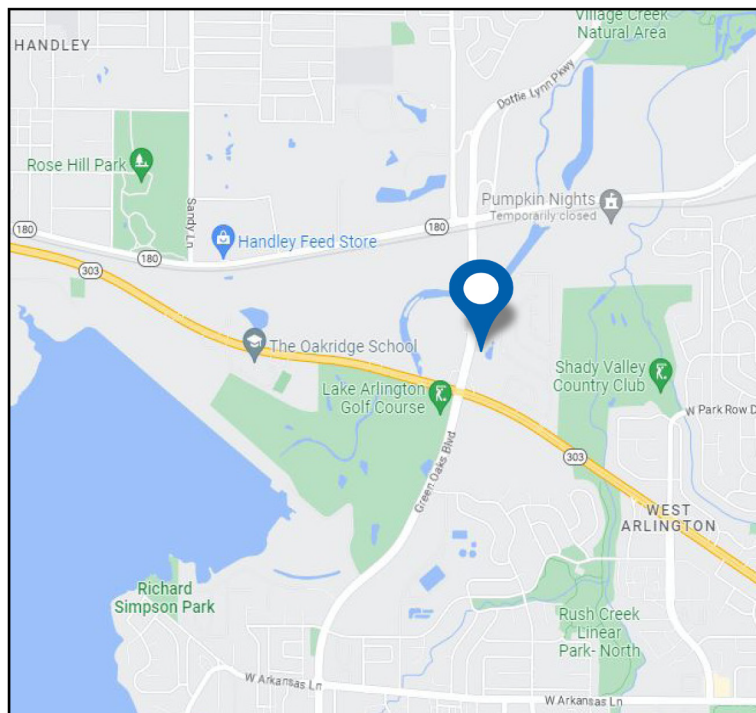 Village Creek
Natural Area
HANDLEY
Dottie Lynn Pkwy
Rose Hill Park
Sandy Ln
Pumpkin Nights
Temporarily closed
180
180
180
Handley Feed Store
303
The Oakridge School
Lake Arlington
Golf Course
Shady Valley
Country Club
W Park Row D
Green Oaks Blvd
303
WEST
ARLINGTON
Richard
Simpson Park
Rush Creek
Linear
Park- North
W Arkansas Ln
W Arkansas Ln